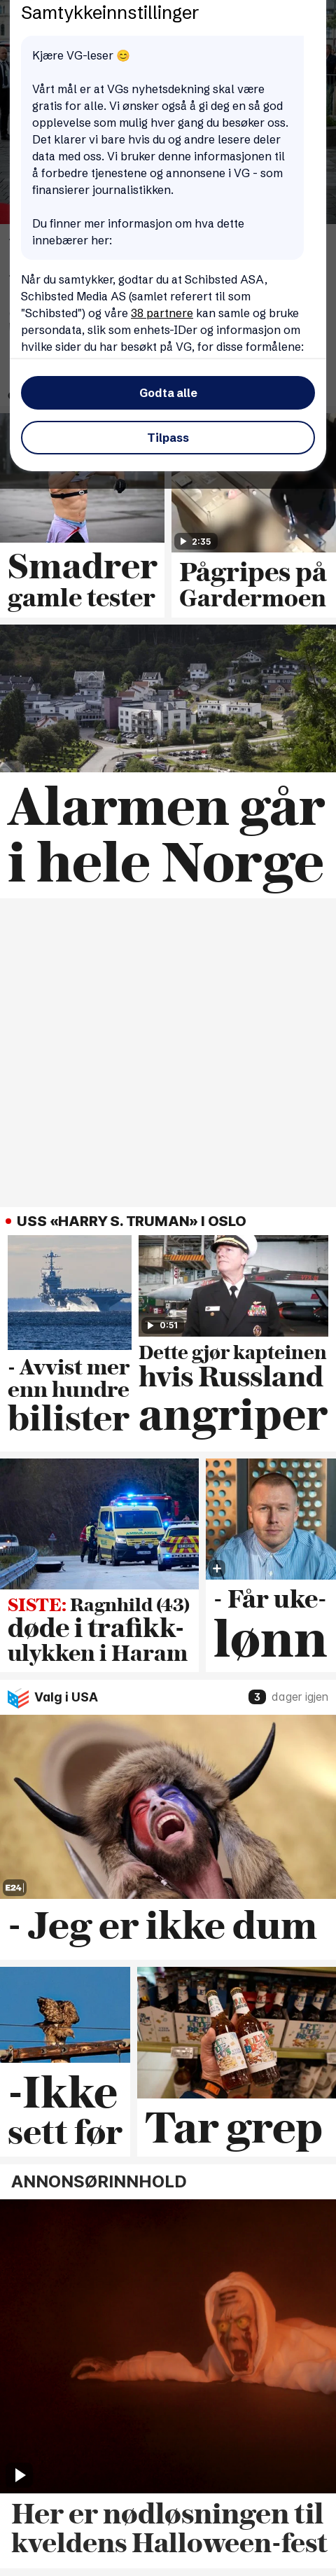 Samtykkeinnstillinger
Kjære VG-leser 😊
Vårt mål er at VGs nyhetsdekning skal være
gratis for alle. Vi ønsker også å gi deg en så god
opplevelse som mulig hver gang du besøker oss.
Det klarer vi bare hvis du og andre lesere deler
data med oss. Vi bruker denne informasjonen til
å forbedre tjenestene og annonsene i VG - som
finansierer journalistikken.
Du finner mer informasjon om hva dette
innebærer her:
Når du samtykker, godtar du at Schibsted ASA,
Schibsted Media AS (samlet referert til som
"Schibsted") og våre 38 partnere kan samle og bruke
persondata, slik som enhets-IDer og informasjon om
hvilke sider du har besøkt på VG, for disse formålene:
Godta alle
Tilpass
2:35
Smadrer
gamle tester
Pågripes på
Gardermoen
Alarmen går
i hele Norge
USS «HARRY S. TRUMAN» I OSLO
0:51
- Avvist mer
enn hundre
bilister
Dette gjør kapteinen
hvis Russland
angriper
SISTE: Ragnhild (43)
døde i trafikk-
ulykken i Haram
- Får uke-
lønn
Valg i USA
3 dager igjen
E24
- Jeg er ikke dum
-Ikke
sett før
Tar grep
ANNONSØRINNHOLD
Her er nødløsningen til
kveldens Halloween-fest